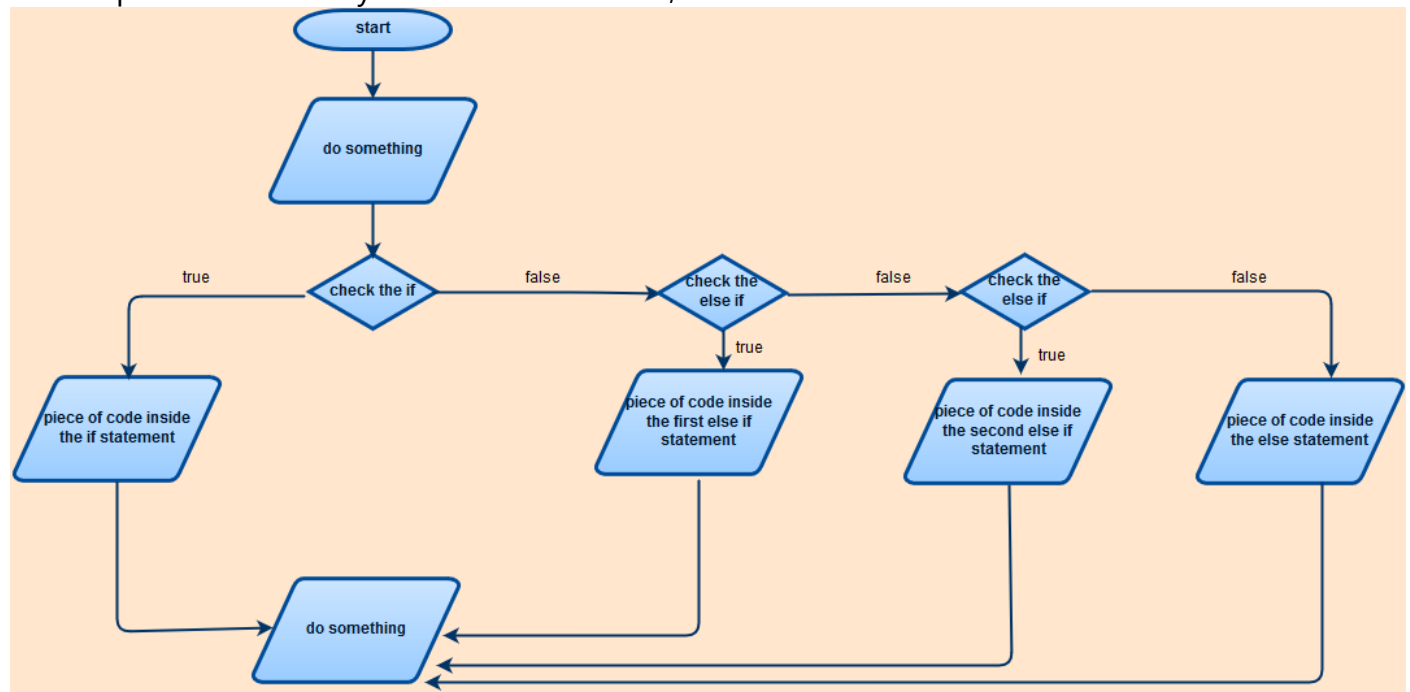 start
do something
true
check the if
false
check the
else if
false
check the
else if
false
true
true
piece of code inside
the if statement
piece of code inside
the first else if
statement
piece of code inside
the second else if
statement
piece of code inside
the else statement
do something